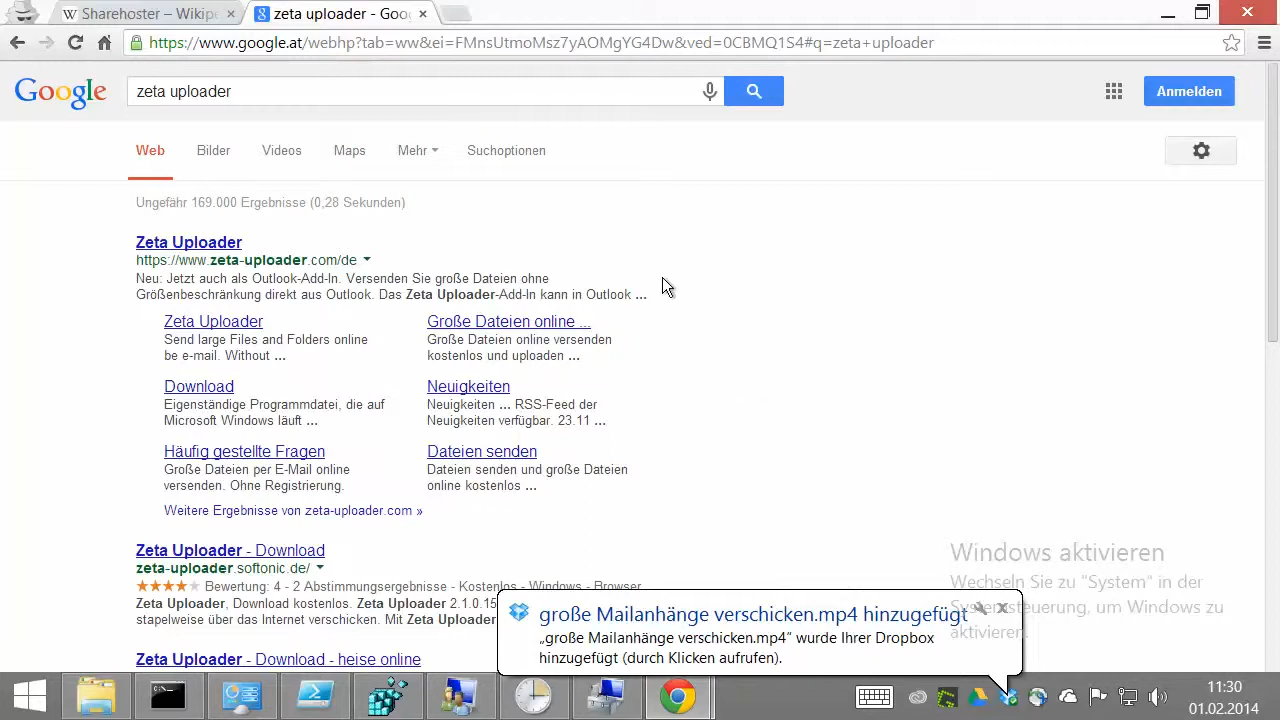 Sharehoster – Wikipe
zeta uploader - Goo
https://www.google.at/webhp?tab=ww&ei=FMnsUtmoMsz7yAOMgYG4Dw&ved=0CBMQ1S4#q=zeta+uploader
Google
zeta uploader
Anmelden
Web Bilder Videos Maps Mehr Suchoptionen
Ungefähr 169.000 Ergebnisse (0,28 Sekunden)
Zeta Uploader
https://www.zeta-uploader.com/de
Neu: Jetzt auch als Outlook-Add-In. Versenden Sie große Dateien ohne
Größenbeschränkung direkt aus Outlook. Das Zeta Uploader-Add-In kann in Outlook ...
Zeta Uploader
Send large Files and Folders online
be e-mail. Without ...
Große Dateien online ...
Große Dateien online versenden
kostenlos und uploaden ...
Download
Eigenständige Programmdatei, die auf
Microsoft Windows läuft ...
Neuigkeiten
Neuigkeiten ... RSS-Feed der
Neuigkeiten verfügbar. 23.11 ...
Häufig gestellte Fragen
Große Dateien per E-Mail online
versenden. Ohne Registrierung.
Dateien senden
Dateien senden und große Dateien
online kostenlos ...
Weitere Ergebnisse von zeta-uploader.com »
Zeta Uploader - Download
zeta-uploader.softonic.de/
Bewertung: 4 - 2 Abstimmungsergebnisse - Kostenlos - Windows - Browser
Zeta Uploader, Download kostenlos. Zeta Uploader 2.1.0.15
stapelweise über das Internet verschicken. Mit Zeta Uploader
Zeta Uploader - Download - heise online
Windows aktivieren
Wechseln Sie zu "System" in der
Systemsteuerung, um Windows zu
aktivieren.
große Mailanhänge verschicken.mp4 hinzugefügt
„große Mailanhänge verschicken.mp4“ wurde Ihrer Dropbox
hinzugefügt (durch Klicken aufrufen).
11:30
01.02.2014